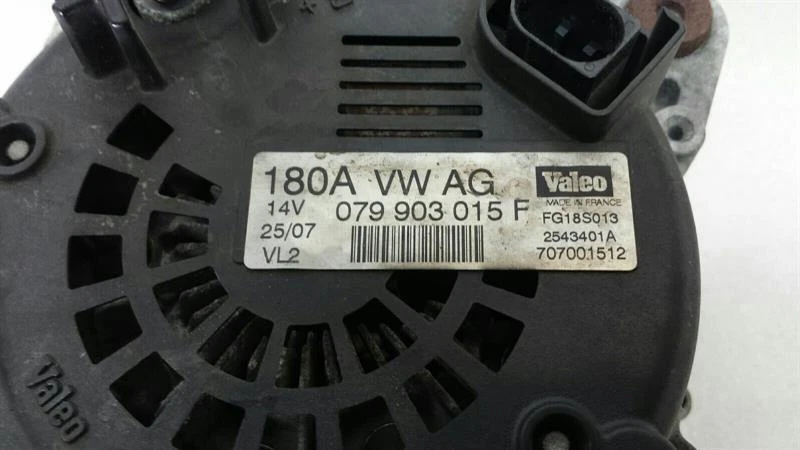 180A VW AG Valeo
MADE IN FRANCE
14V 079 903 015 F FG18S013
25/07 2543401A
VL2 707001512
Valeo